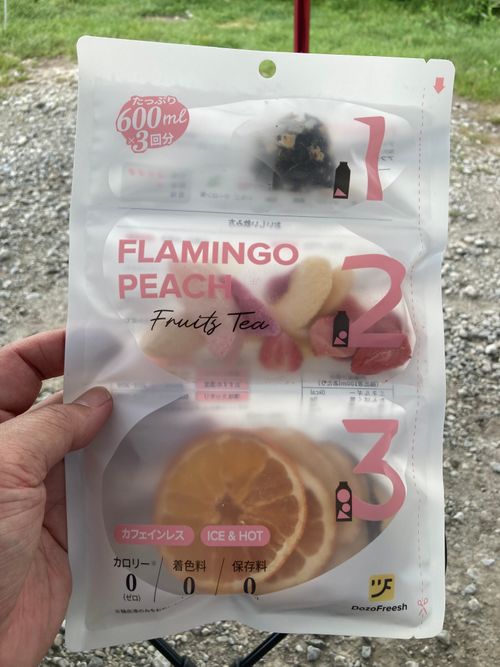 たっぷり
600ml
×3回分
1
FLAMINGO
PEACH
Fruits Tea
2
3
カフェインレス
ICE & HOT
カロリー※
0
(ゼロ)
着色料
0
保存料
0
DozoFreesh